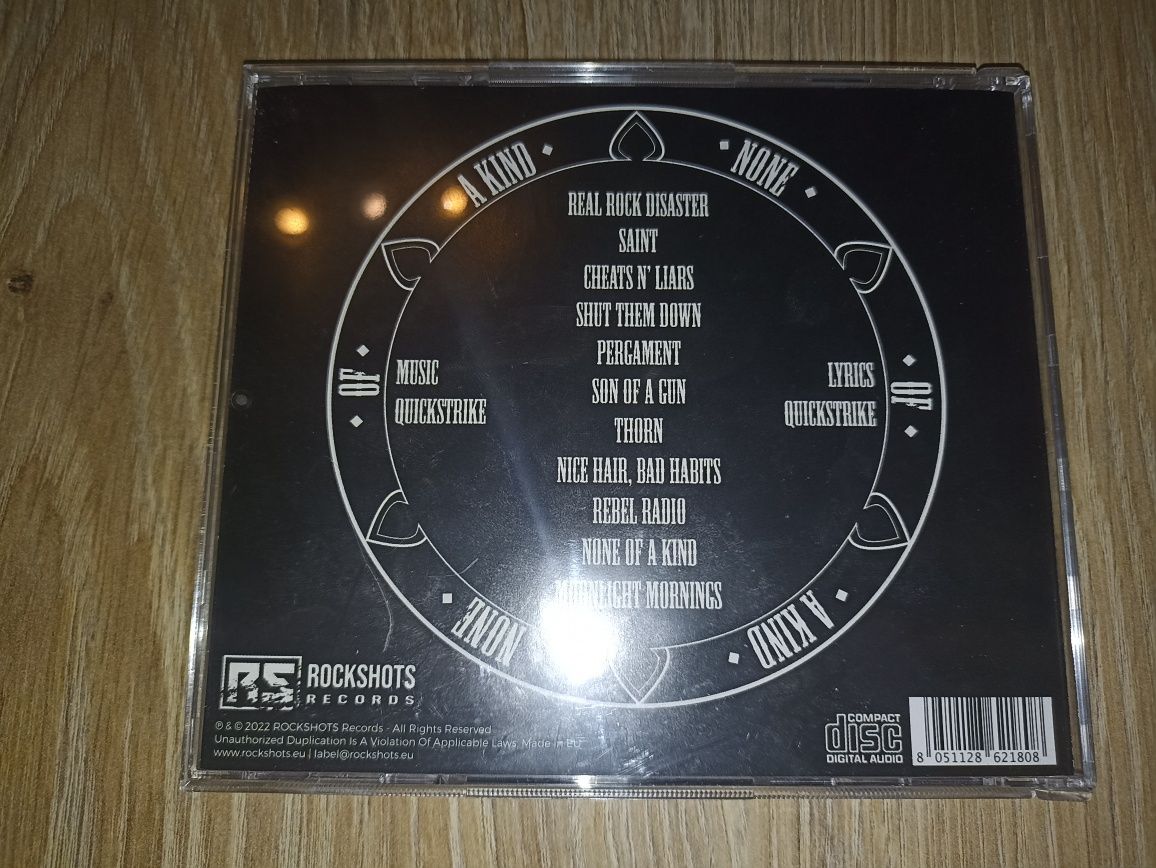 A KIND
NONE
OF
OF
NONE
A KIND
REAL ROCK DISASTER
SAINT
CHEATS N' LIARS
SHUT THEM DOWN
PERGAMENT
SON OF A GUN
THORN
NICE HAIR, BAD HABITS
REBEL RADIO
NONE OF A KIND
MOONLIGHT MORNINGS
MUSIC
QUICKSTRIKE
LYRICS
QUICKSTRIKE
RS
ROCKSHOTS
RECORDS
℗ & © 2022 ROCKSHOTS Records - All Rights Reserved
Unauthorized Duplication Is A Violation Of Applicable Laws. Made in EU
www.rockshots.eu | label@rockshots.eu
COMPACT
disc
DIGITAL AUDIO
8 051128 621808